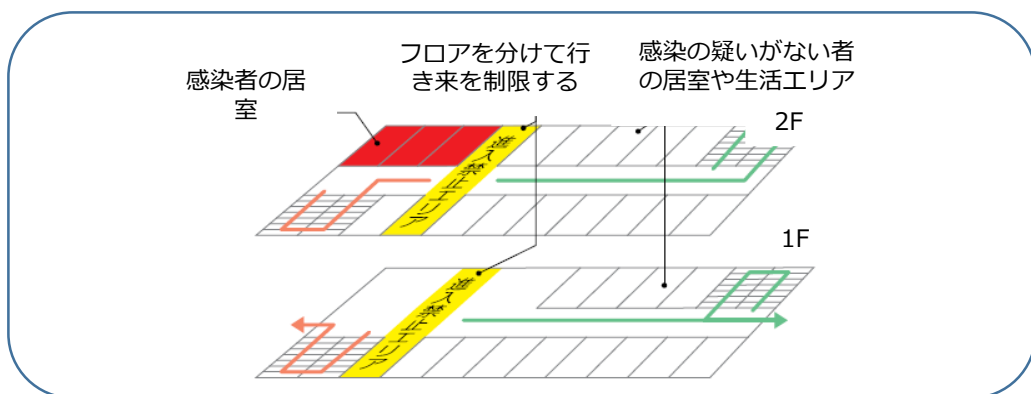 感染者の居
室
フロアを分けて行
き来を制限する
感染の疑いがない者
の居室や生活エリア
2F
進入禁止エリア
1F
進入禁止エリア